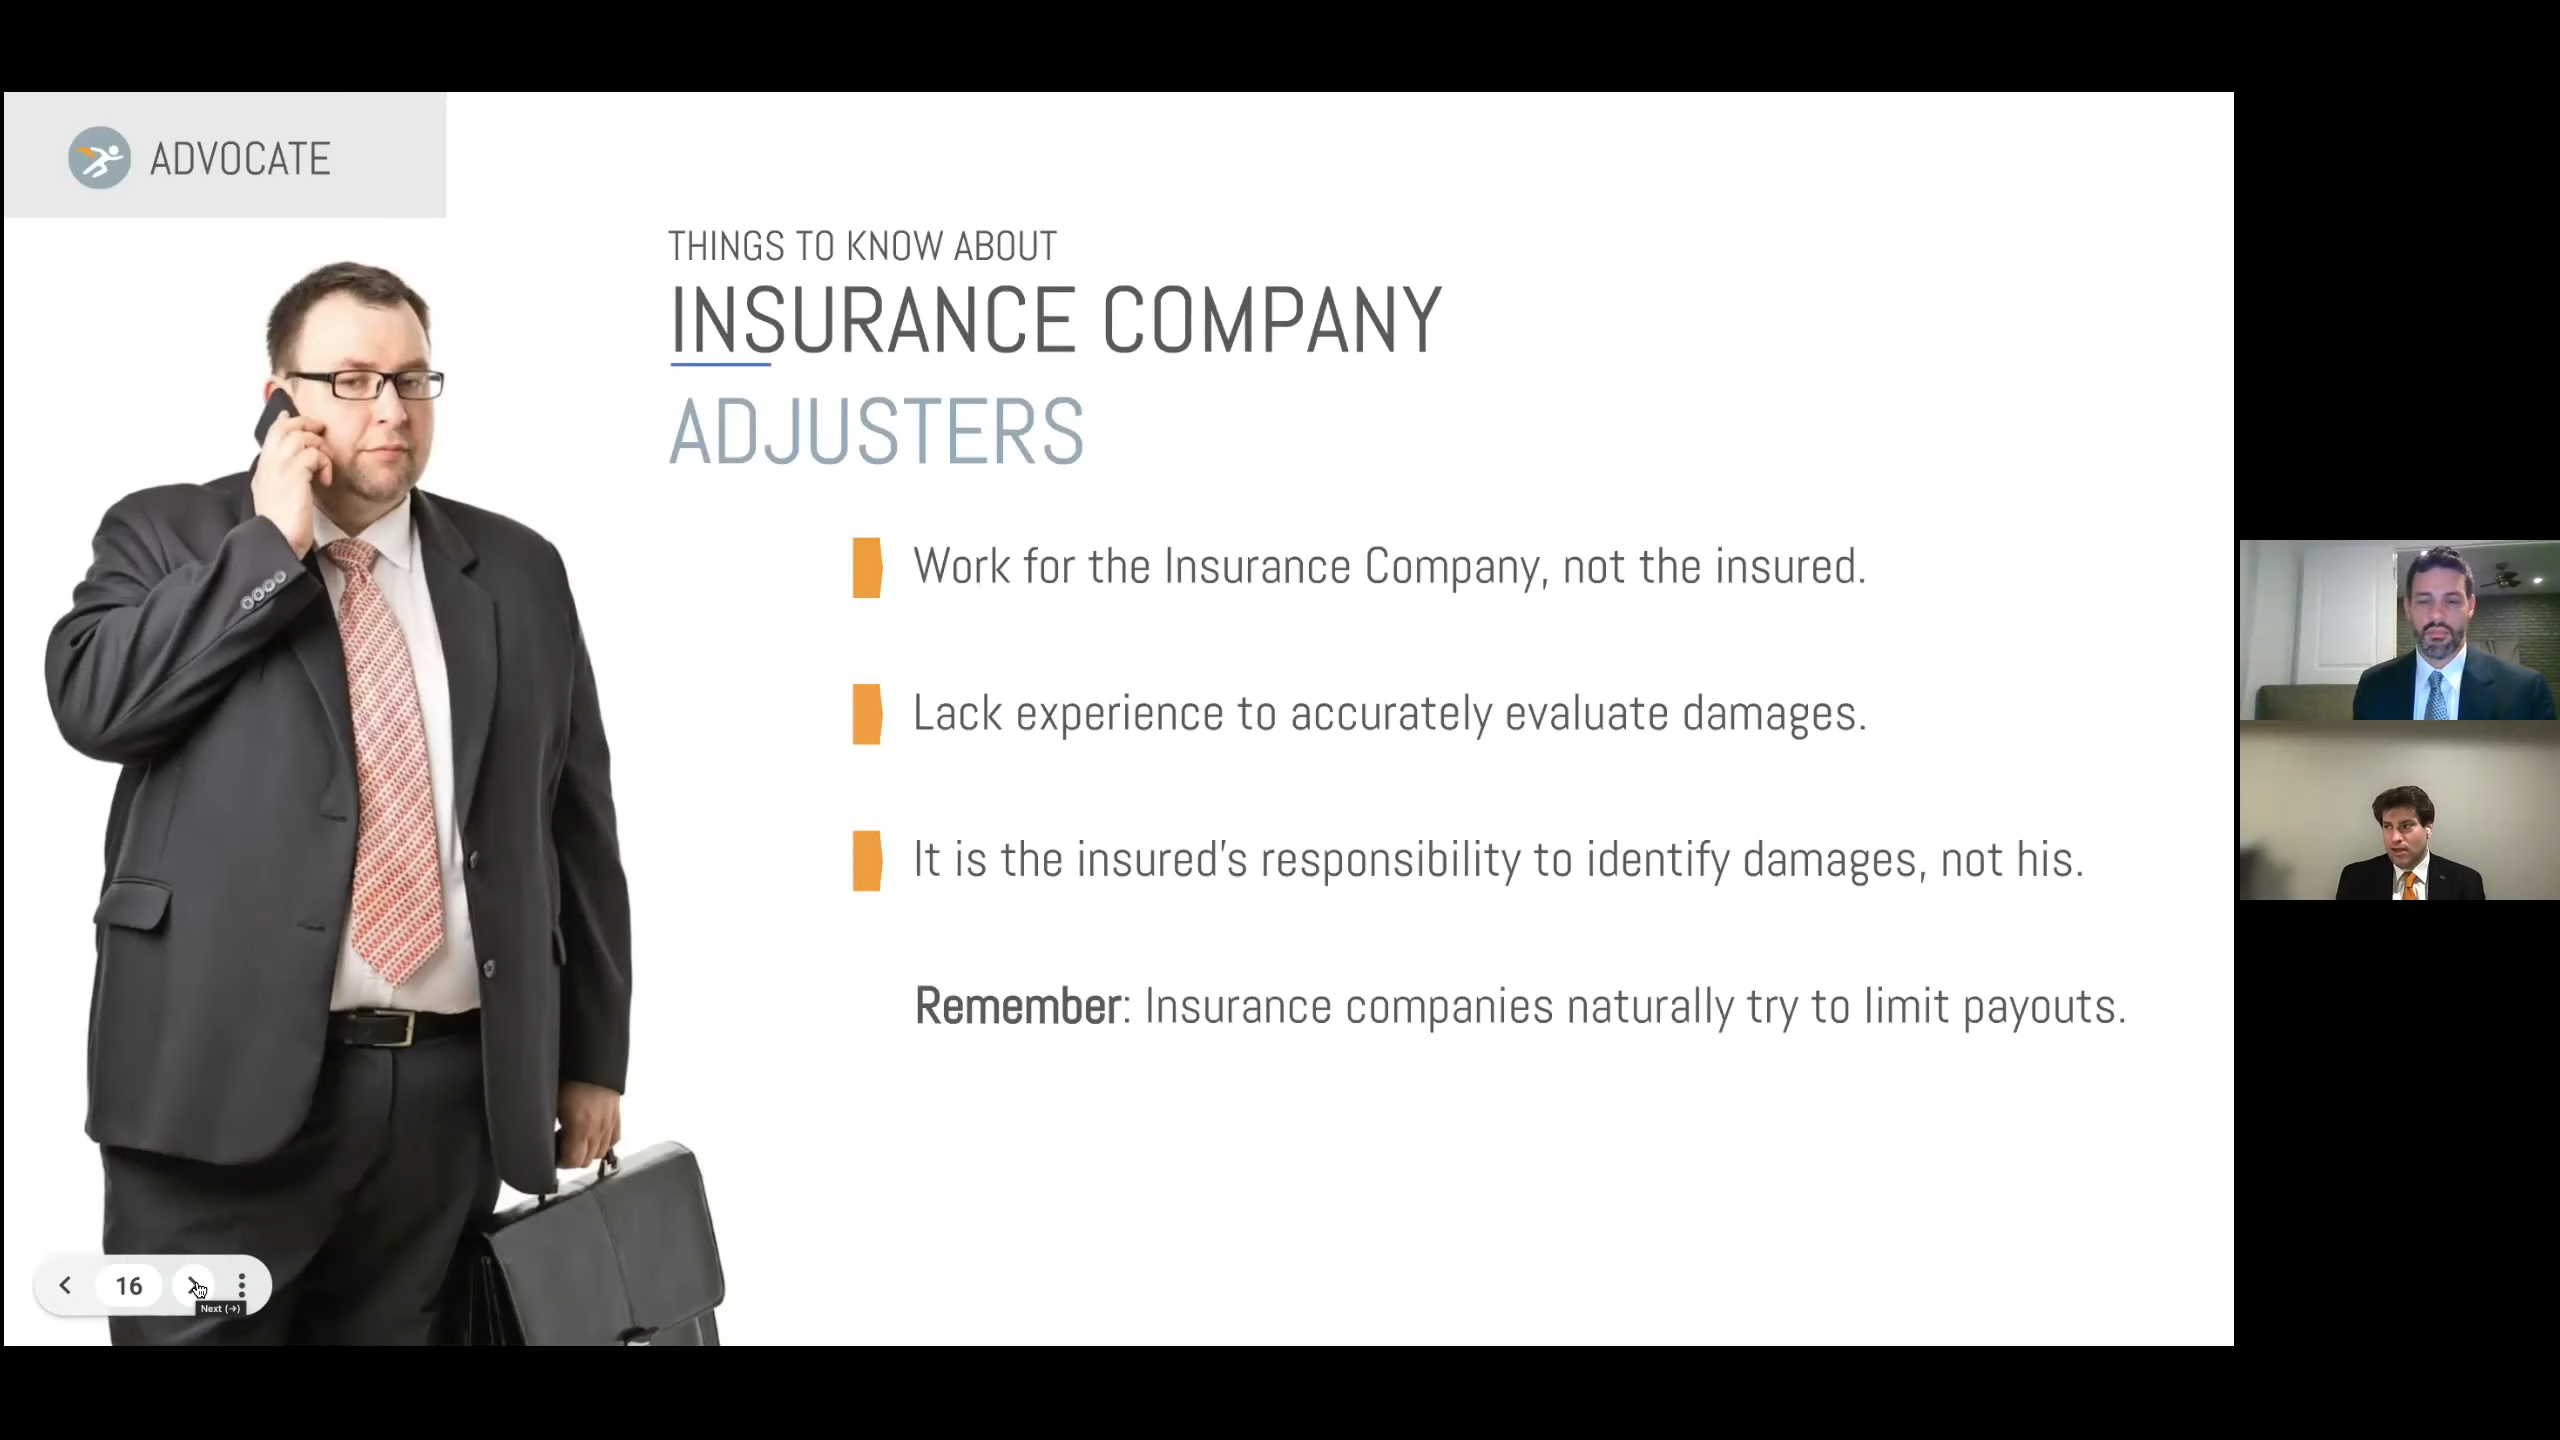 ADVOCATE
THINGS TO KNOW ABOUT
INSURANCE COMPANY
ADJUSTERS
Work for the Insurance Company, not the insured.
Lack experience to accurately evaluate damages.
It is the insured's responsibility to identify damages, not his.
Remember: Insurance companies naturally try to limit payouts.
16
Next (→)